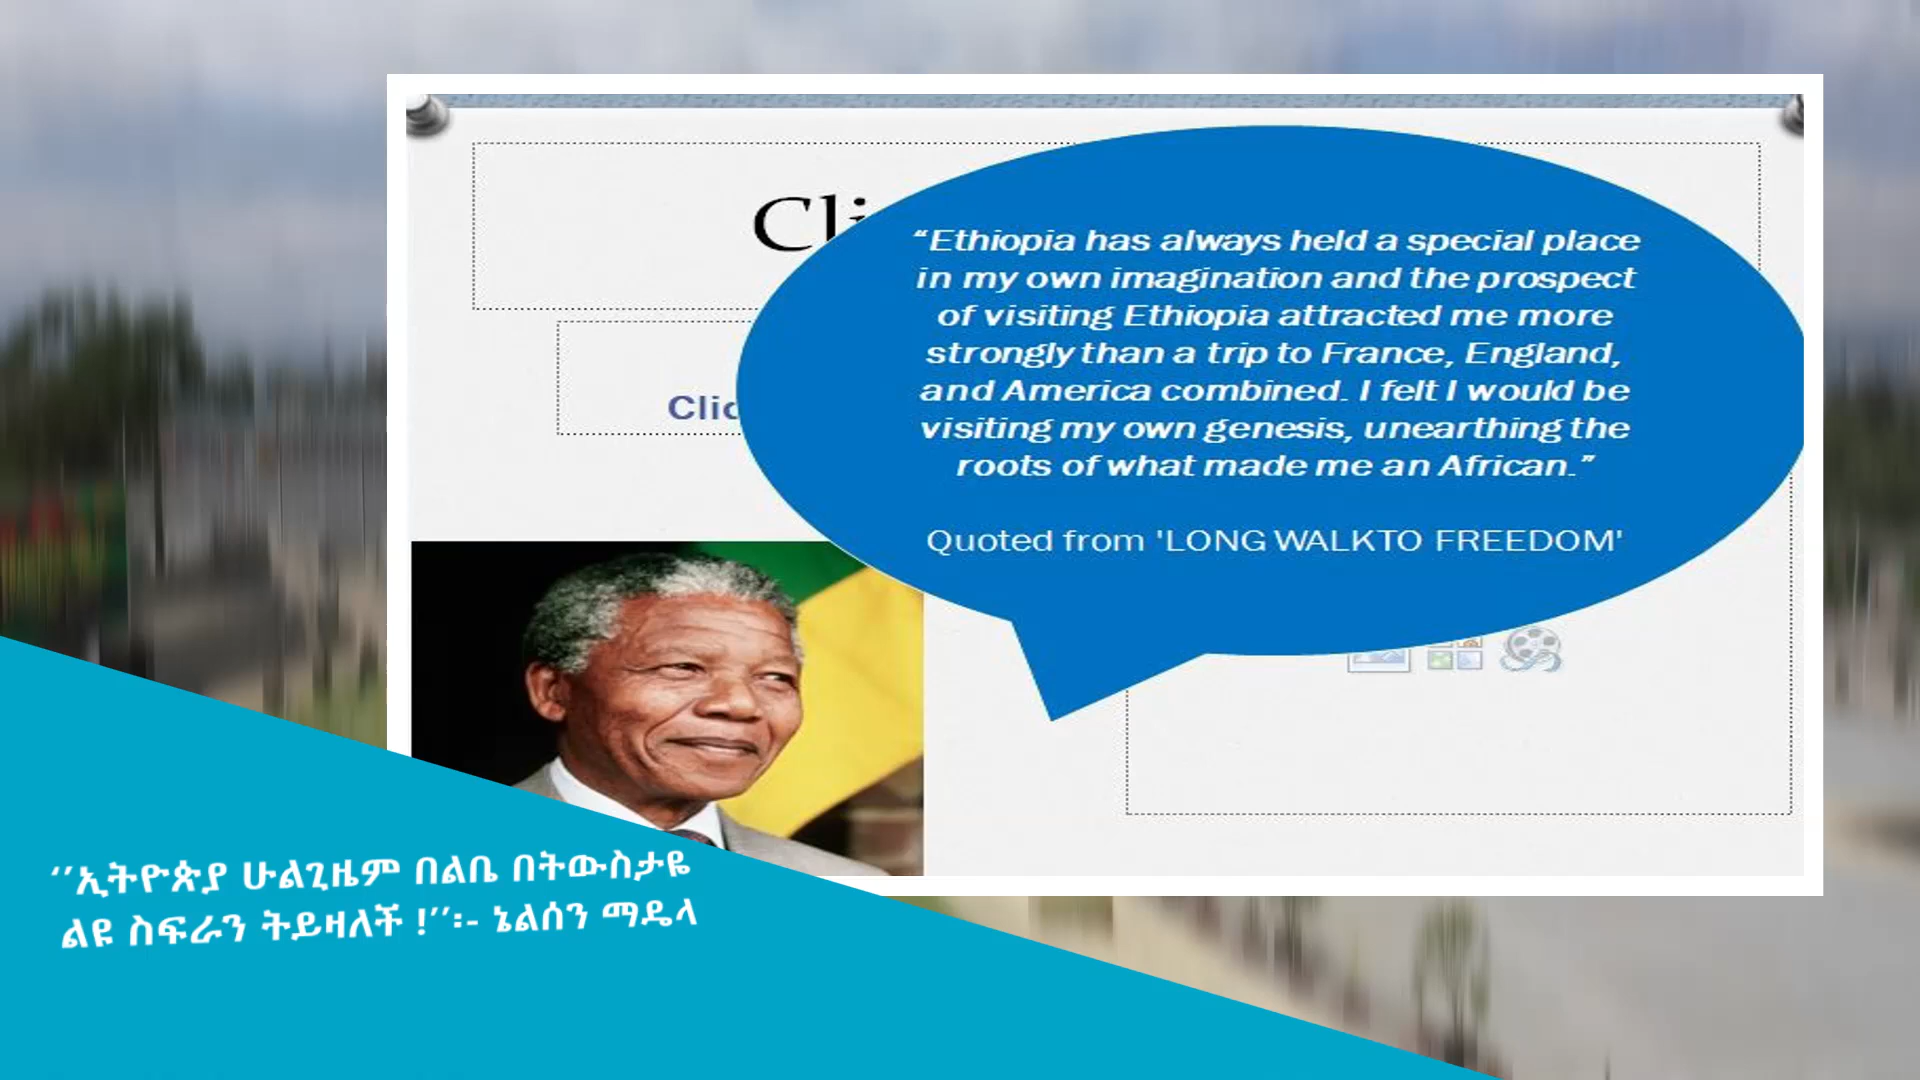 Cli
Clic
“Ethiopia has always held a special place
in my own imagination and the prospect
of visiting Ethiopia attracted me more
strongly than a trip to France, England,
and America combined. I felt I would be
visiting my own genesis, unearthing the
roots of what made me an African.”
Quoted from 'LONG WALKTO FREEDOM'
‘’ኢትዮጵያ ሁልጊዜም በልቤ በትውስታዬ
ልዩ ስፍራን ትይዛለች !’’፡- ኔልሰን ማዴላ